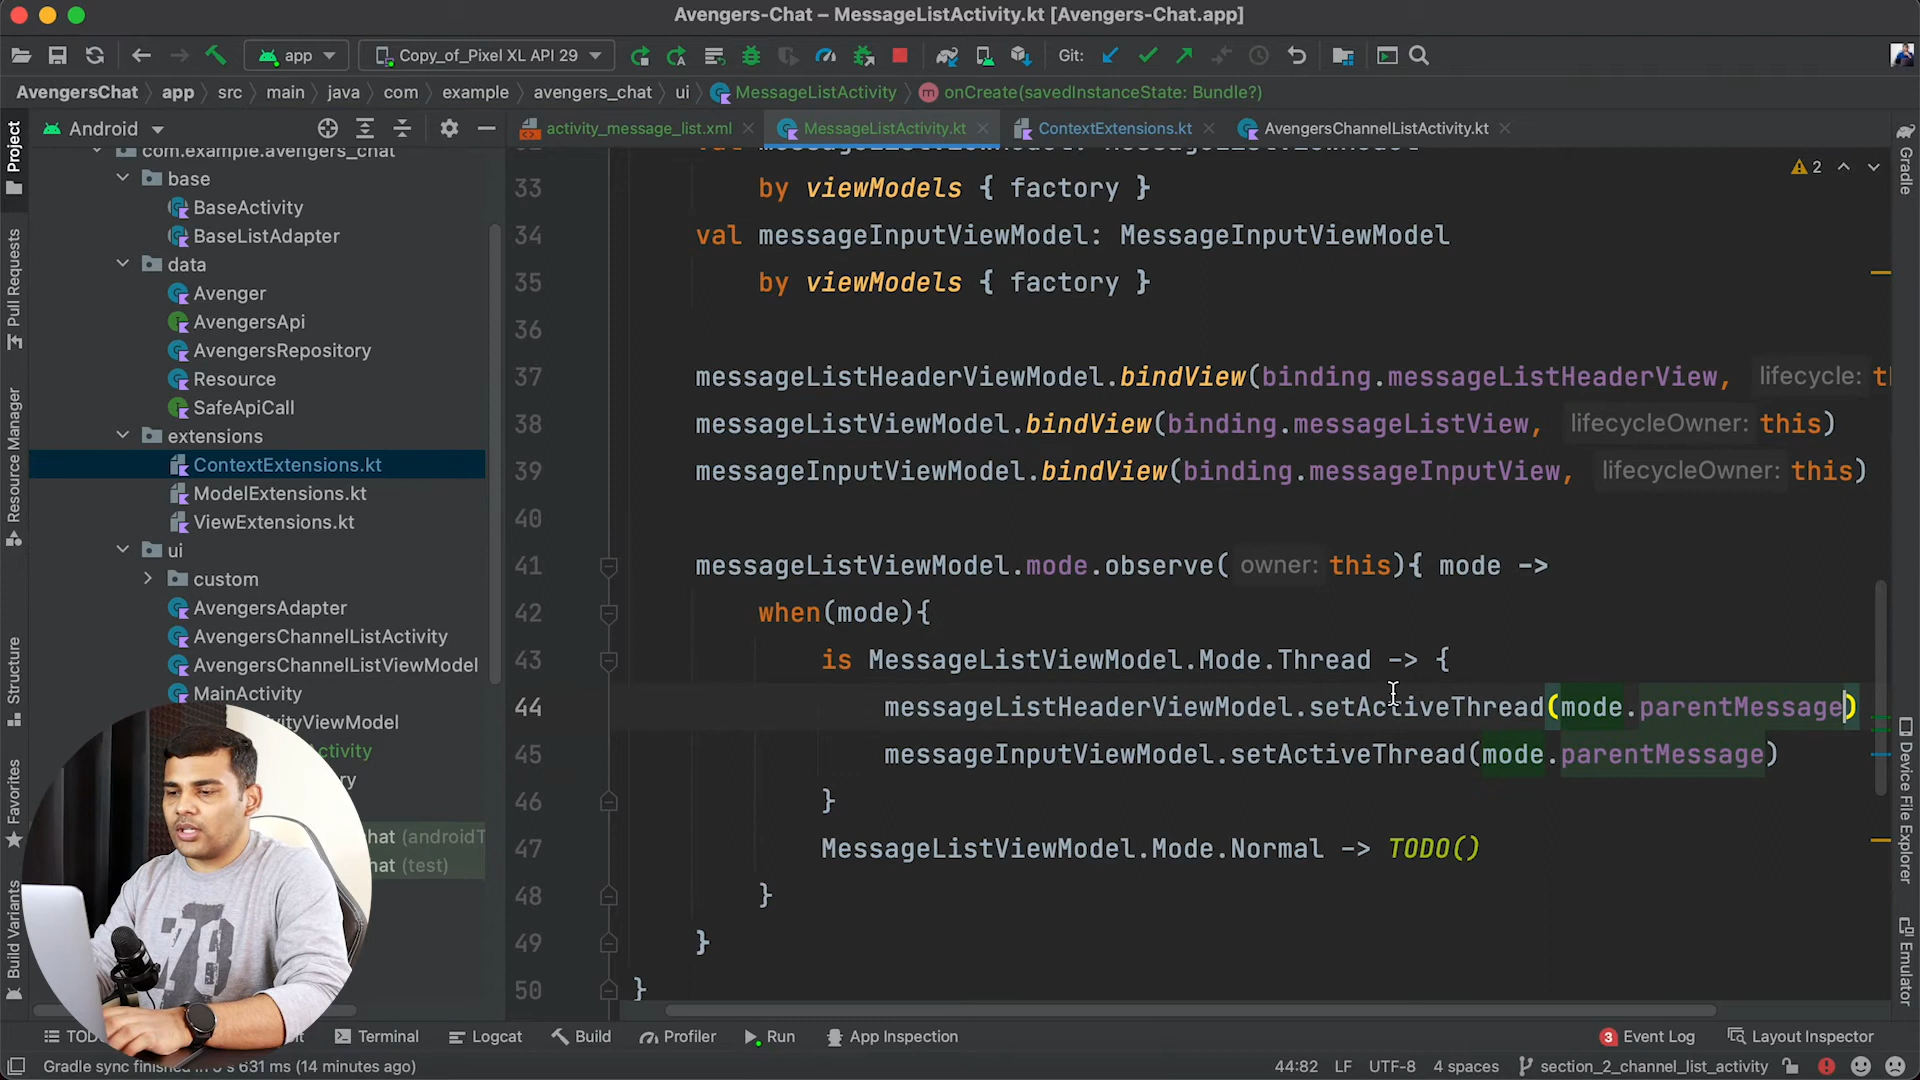 Avengers-Chat – MessageListActivity.kt [Avengers-Chat.app]
app
Copy_of_Pixel XL API 29
Git:
AvengersChat
app
src
main
java
com
example
avengers_chat
ui
MessageListActivity
onCreate(savedInstanceState: Bundle?)
Project
Pull Requests
Resource Manager
Structure
Favorites
Build Variants
Android
activity_message_list.xml
MessageListActivity.kt
ContextExtensions.kt
AvengersChannelListActivity.kt
com.example.avengers_chat
base
BaseActivity
BaseListAdapter
data
Avenger
AvengersApi
AvengersRepository
Resource
SafeApiCall
extensions
ContextExtensions.kt
ModelExtensions.kt
ViewExtensions.kt
ui
custom
AvengersAdapter
AvengersChannelListActivity
AvengersChannelListViewModel
MainActivity
(test)
2
33 by viewModels { factory }
34 val messageInputViewModel: MessageInputViewModel
35 by viewModels { factory }
36
37 messageListHeaderViewModel.bindView(binding.messageListHeaderView, lifecycle: th
38 messageListViewModel.bindView(binding.messageListView, lifecycleOwner: this)
39 messageInputViewModel.bindView(binding.messageInputView, lifecycleOwner: this)
40
41 messageListViewModel.mode.observe( owner: this){ mode ->
42 when(mode){
43 is MessageListViewModel.Mode.Thread -> {
44 messageListHeaderViewModel.setActiveThread(mode.parentMessage)
45 messageInputViewModel.setActiveThread(mode.parentMessage)
46 }
47 MessageListViewModel.Mode.Normal -> TODO()
48 }
49 }
50 }
Gradle
Device File Explorer
Emulator
Terminal
Logcat
Build
Profiler
Run
App Inspection
3 Event Log
Layout Inspector
631 ms (14 minutes ago)
44:82
LF
UTF-8
4 spaces
section_2_channel_list_activity